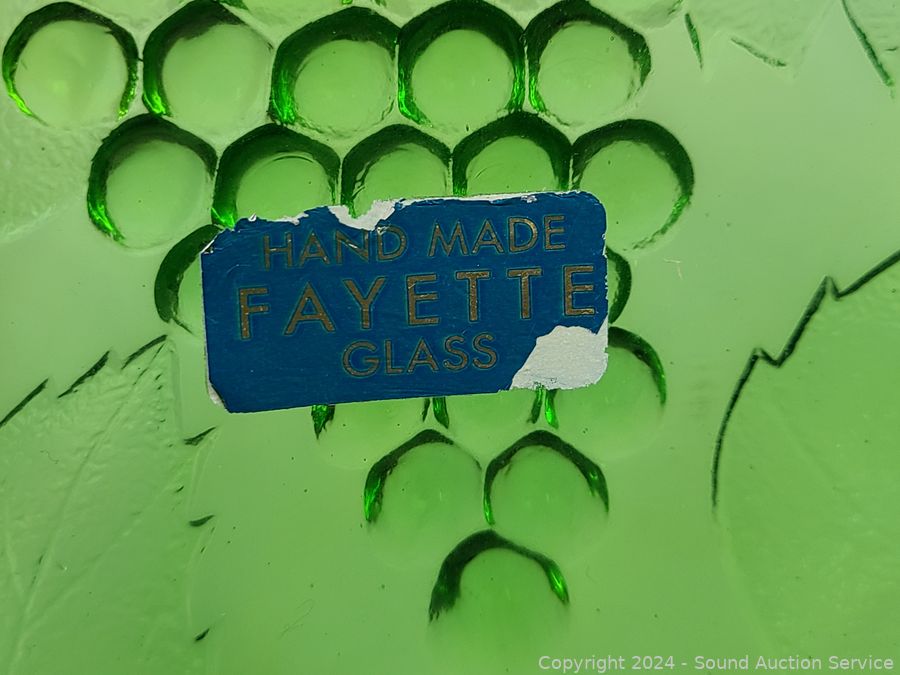 HAND MADE
FAYETTE
GLASS
Copyright 2024 - Sound Auction Service